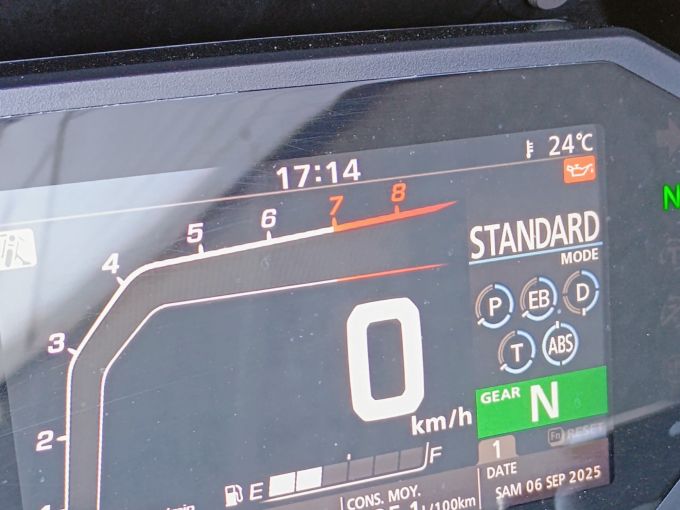 17:14
24°C
8
7
6
5
4
3
2
STANDARD
MODE
P EB D
T ABS
0
km/h
GEAR N
N
Fn RESET
E F
1
CONS. MOY.
l/100km
DATE
SAM 06 SEP 2025